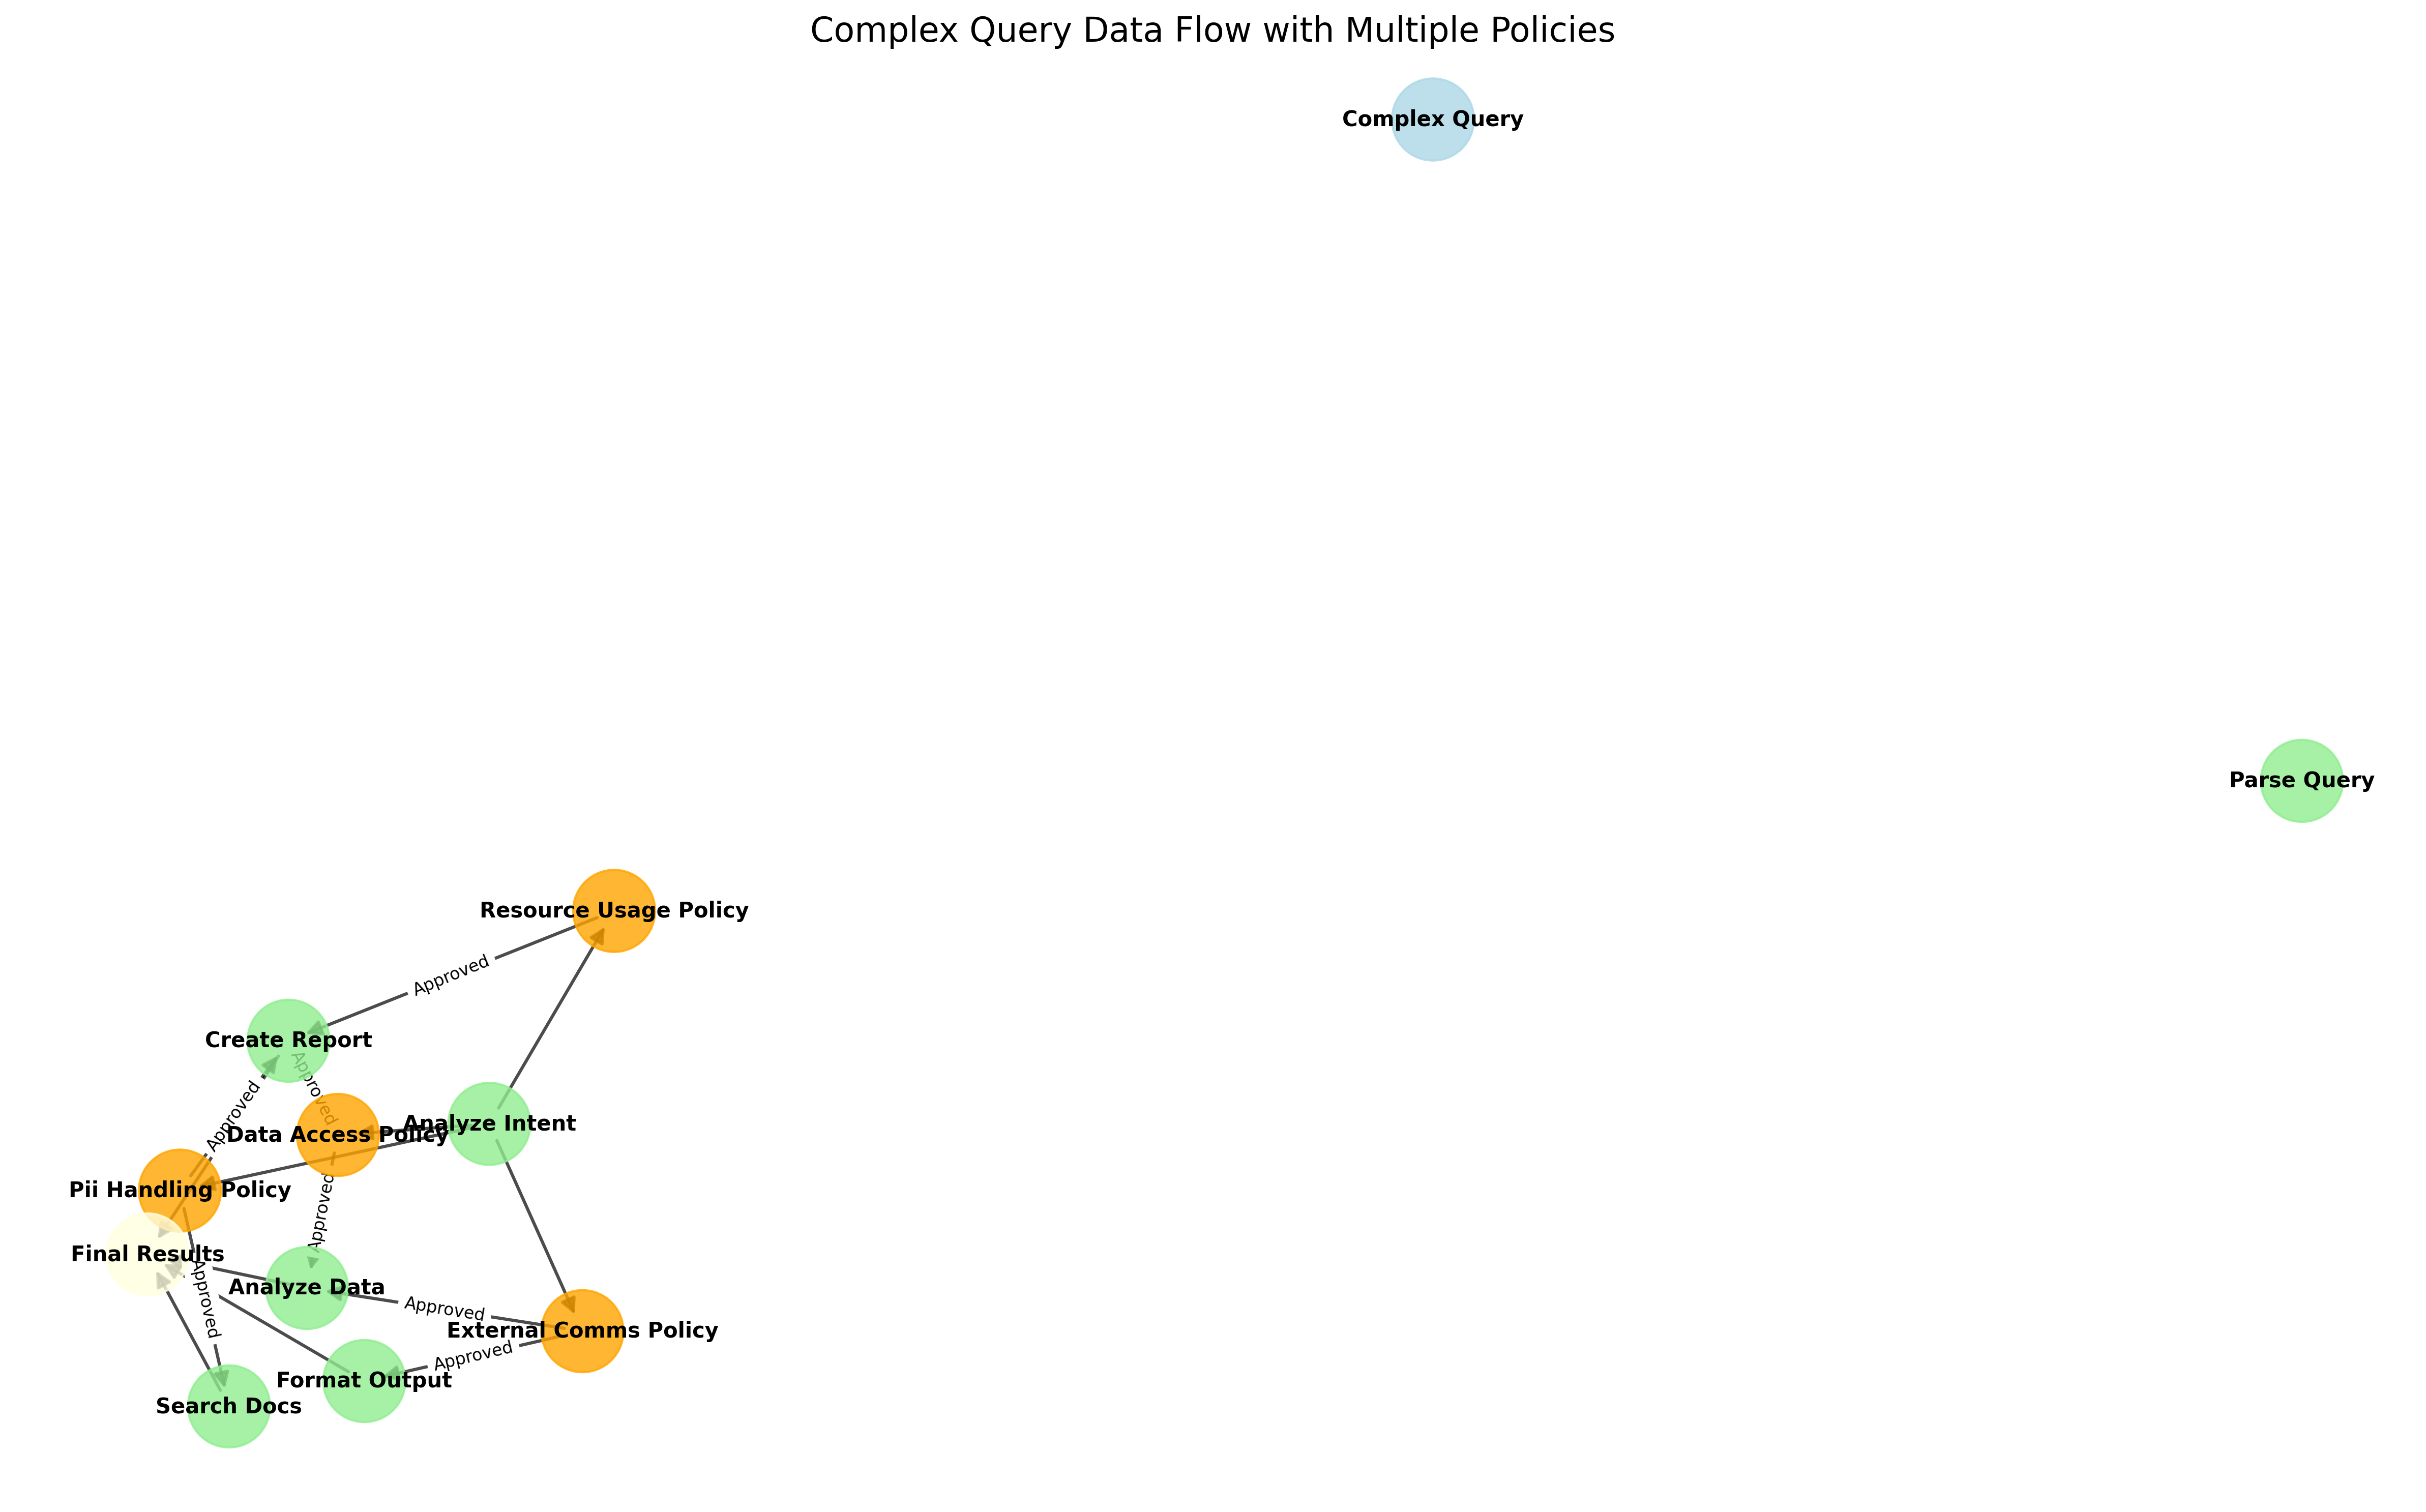 Complex Query Data Flow with Multiple Policies
Complex Query
Parse Query
Resource Usage Policy
Approved
Create Report
Approved
Approved
Analyze Intent
Data Access Policy
Pii Handling Policy
Approved
Final Results
Analyze Data
Approved
Approved
External Comms Policy
Approved
Format Output
Search Docs